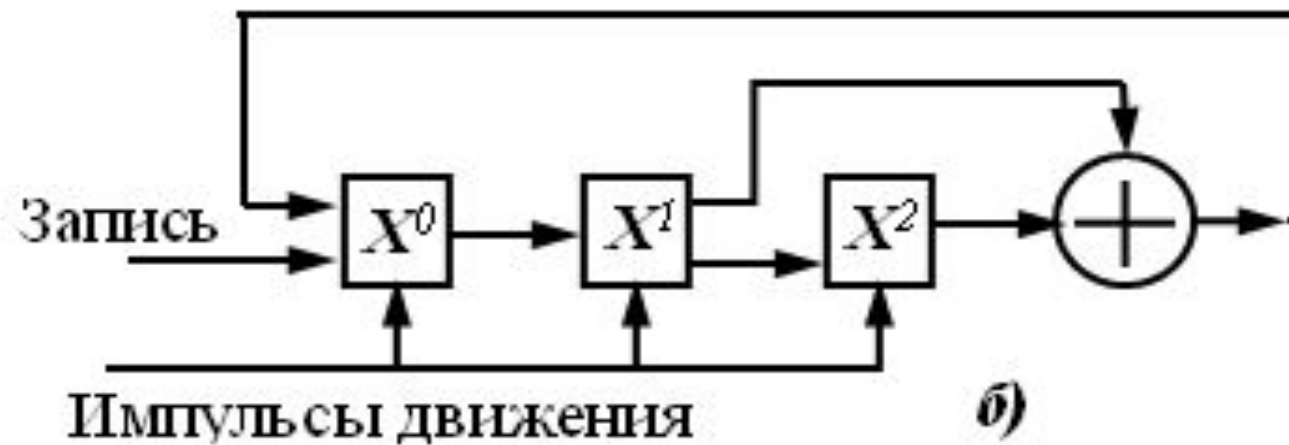 Запись
X⁰
X¹
X²
Импульсы движения
б)